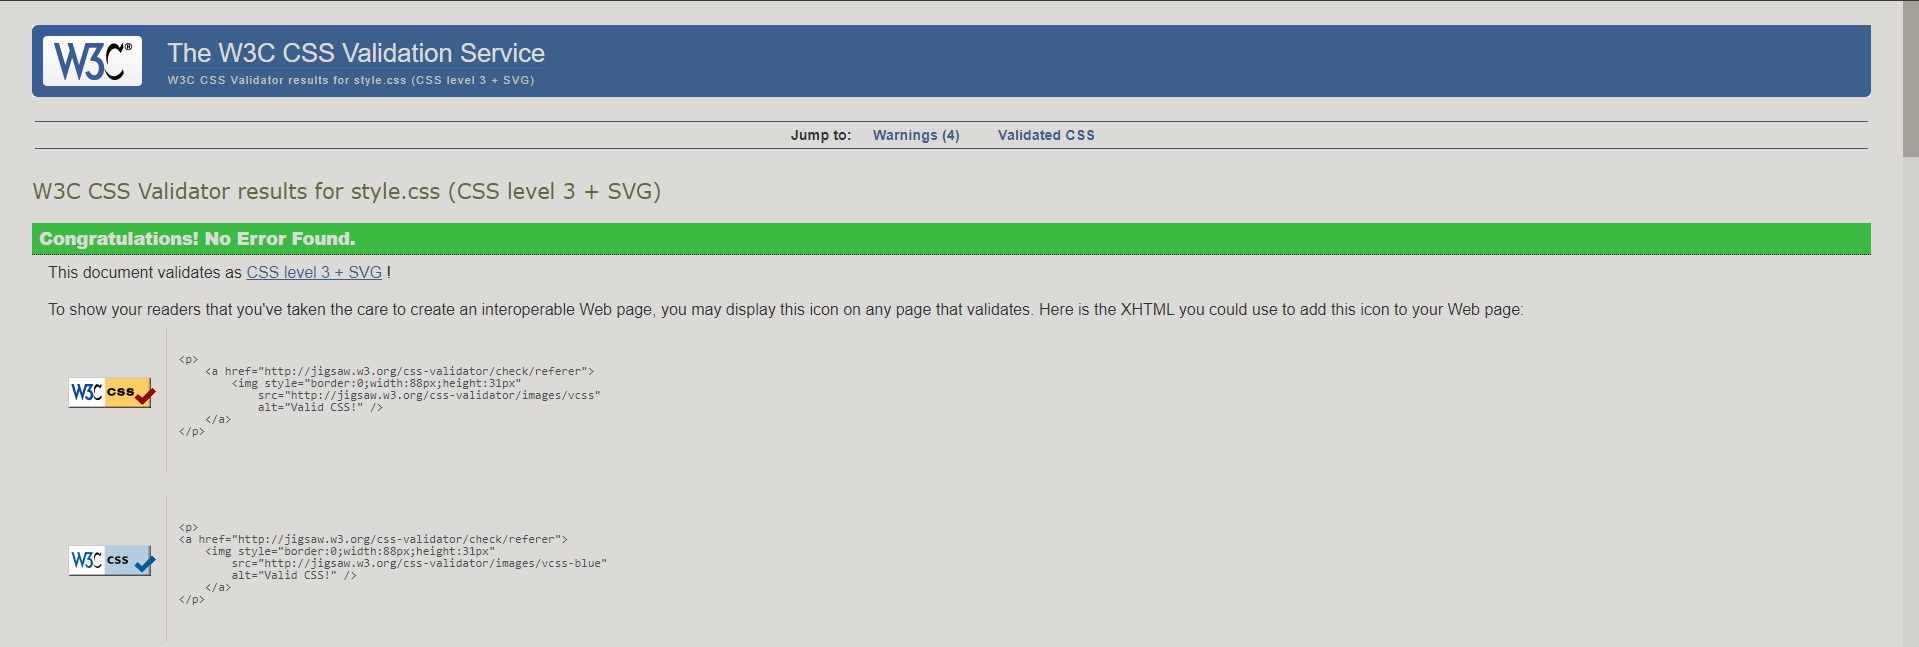 W3C®
The W3C CSS Validation Service
W3C CSS Validator results for style.css (CSS level 3 + SVG)
Jump to: Warnings (4) Validated CSS
W3C CSS Validator results for style.css (CSS level 3 + SVG)
Congratulations! No Error Found.
This document validates as CSS level 3 + SVG !
To show your readers that you've taken the care to create an interoperable Web page, you may display this icon on any page that validates. Here is the XHTML you could use to add this icon to your Web page:
W3C css
<p>
    <a href="http://jigsaw.w3.org/css-validator/check/referer">
        <img style="border:0;width:88px;height:31px"
            src="http://jigsaw.w3.org/css-validator/images/vcss"
            alt="Valid CSS!" />
    </a>
</p>
W3C css
<p>
<a href="http://jigsaw.w3.org/css-validator/check/referer">
    <img style="border:0;width:88px;height:31px"
        src="http://jigsaw.w3.org/css-validator/images/vcss-blue"
        alt="Valid CSS!" />
    </a>
</p>